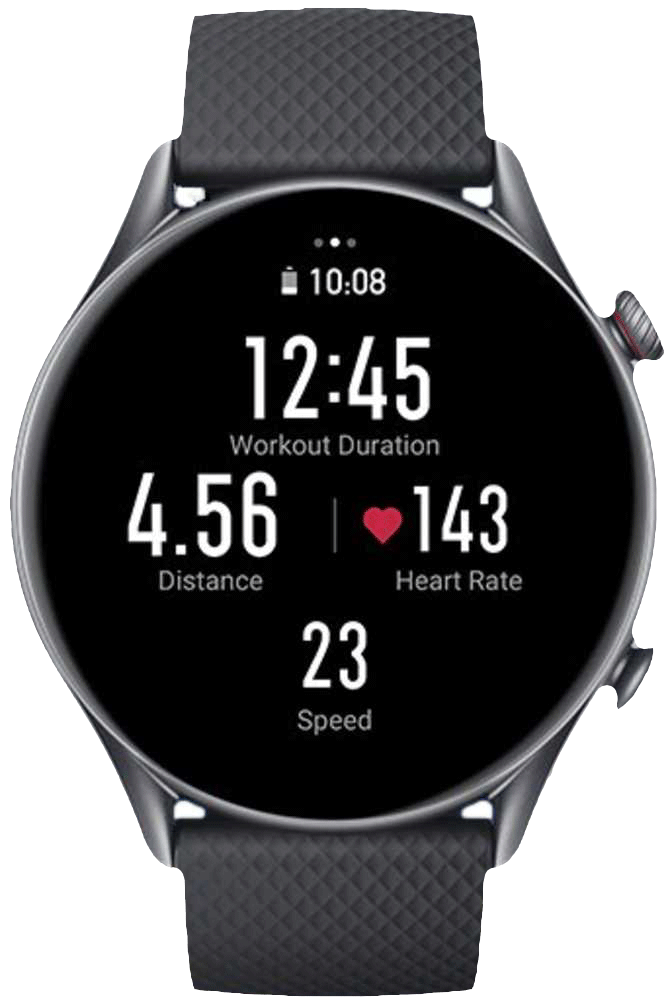 10:08
12:45
Workout Duration
4.56 143
Distance Heart Rate
23
Speed